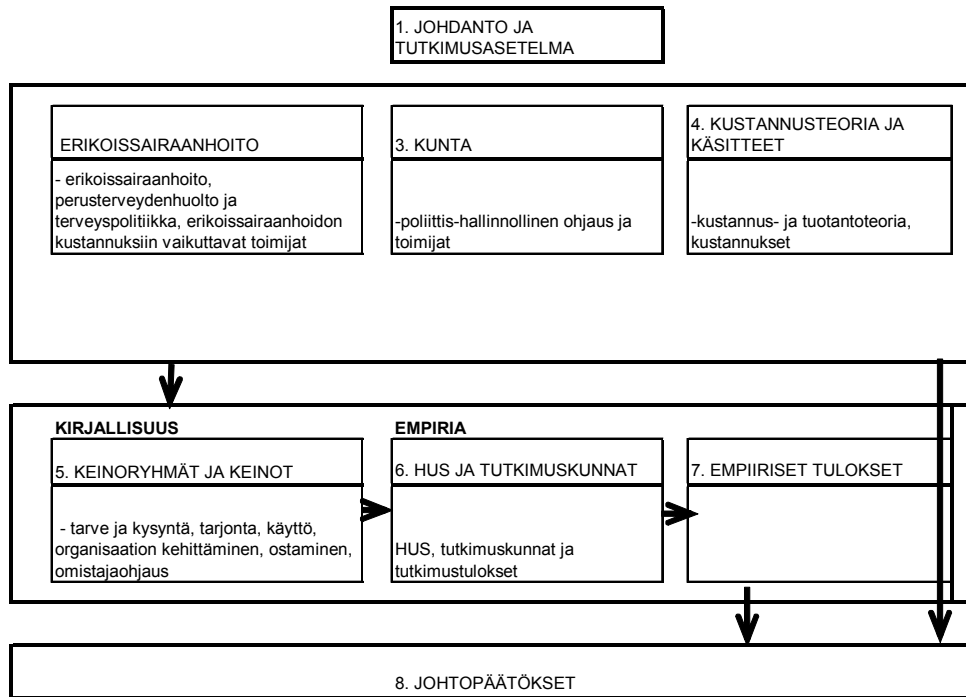 1. JOHDANTO JA
TUTKIMUSASETELMA
ERIKOISSAIRAANHOITO
- erikoissairaanhoito,
perusterveydenhuolto ja
terveyspolitiikka, erikoissairaanhoidon
kustannuksiin vaikuttavat toimijat
3. KUNTA
-poliittis-hallinnollinen ohjaus ja
toimijat
4. KUSTANNUSTEORIA JA
KÄSITTEET
-kustannus- ja tuotantoteoria,
kustannukset
KIRJALLISUUS
5. KEINORYHMÄT JA KEINOT
- tarve ja kysyntä, tarjonta, käyttö,
organisaation kehittäminen, ostaminen,
omistajaohjaus
EMPIRIA
6. HUS JA TUTKIMUSKUNNAT
HUS, tutkimuskunnat ja
tutkimustulokset
7. EMPIIRISET TULOKSET
8. JOHTOPÄÄTÖKSET